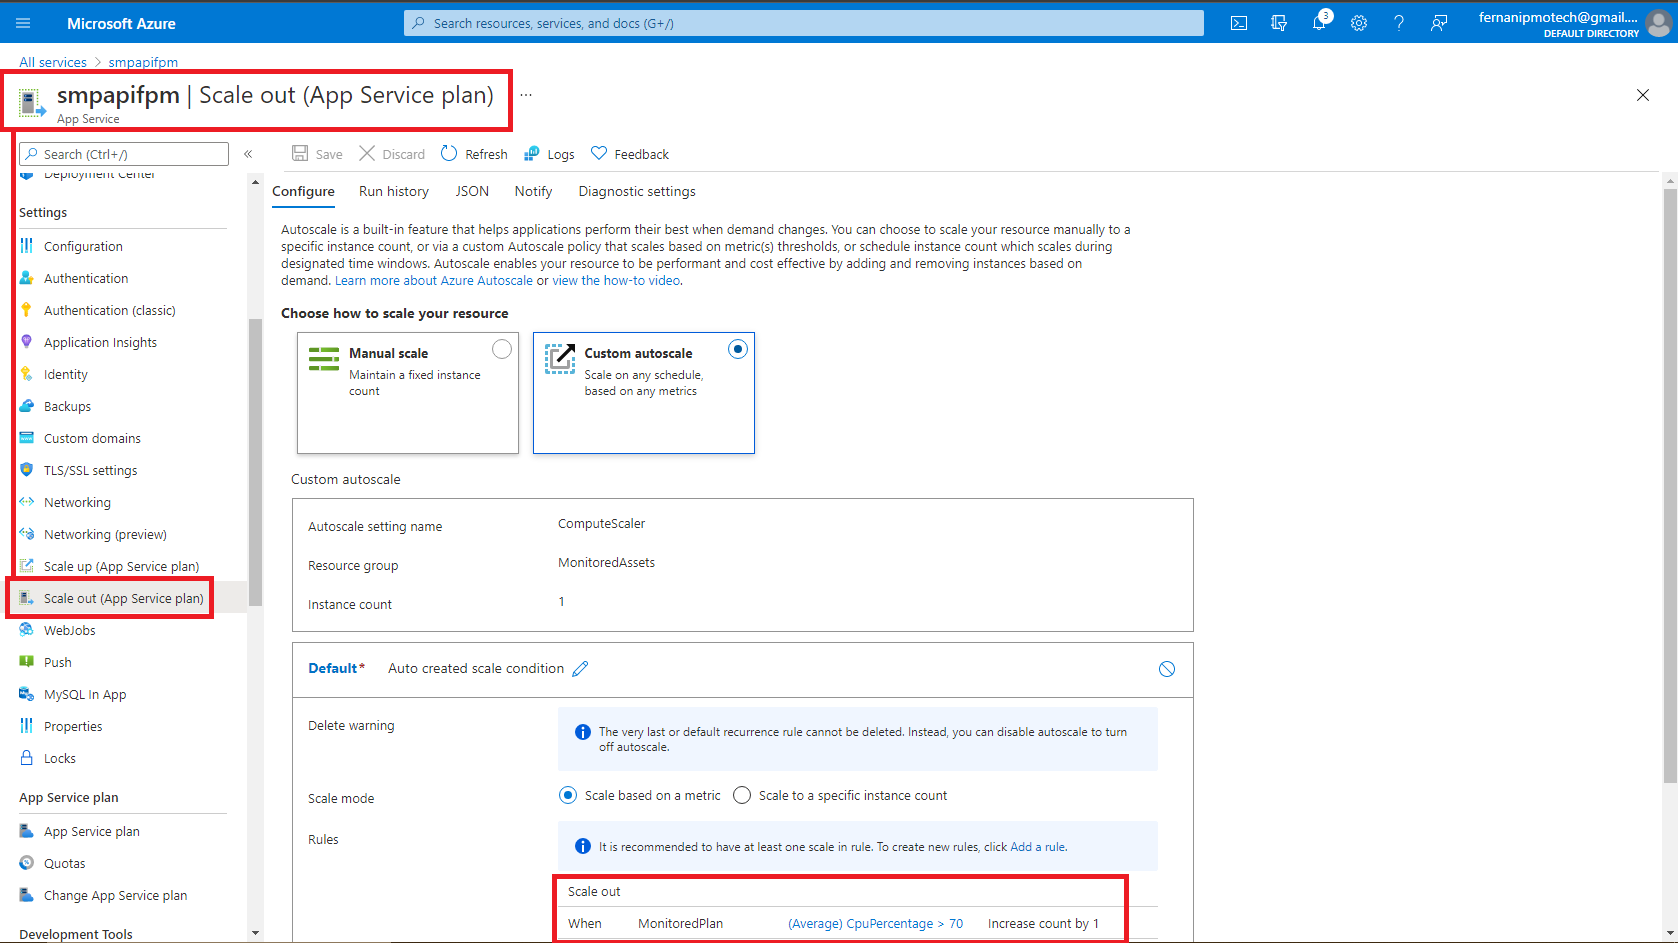 Microsoft Azure
Search resources, services, and docs (G+/)
3
fernanipmotech@gmail....
DEFAULT DIRECTORY
All services > smpapifpm
smpapifpm | Scale out (App Service plan) ...
App Service
Search (Ctrl+/)
«
Save
Discard
Refresh
Logs
Feedback
Deployment Center
Settings
Configuration
Authentication
Authentication (classic)
Application Insights
Identity
Backups
Custom domains
TLS/SSL settings
Networking
Networking (preview)
Scale up (App Service plan)
Scale out (App Service plan)
WebJobs
Push
MySQL In App
Properties
Locks
App Service plan
App Service plan
Quotas
Change App Service plan
Development Tools
Configure
Run history
JSON
Notify
Diagnostic settings
Autoscale is a built-in feature that helps applications perform their best when demand changes. You can choose to scale your resource manually to a
specific instance count, or via a custom Autoscale policy that scales based on metric(s) thresholds, or schedule instance count which scales during
designated time windows. Autoscale enables your resource to be performant and cost effective by adding and removing instances based on
demand. Learn more about Azure Autoscale or view the how-to video.
Choose how to scale your resource
Manual scale
Maintain a fixed instance
count
Custom autoscale
Scale on any schedule,
based on any metrics
Custom autoscale
Autoscale setting name ComputeScaler
Resource group MonitoredAssets
Instance count 1
Default* Auto created scale condition
Delete warning
The very last or default recurrence rule cannot be deleted. Instead, you can disable autoscale to turn
off autoscale.
Scale mode Scale based on a metric Scale to a specific instance count
Rules
It is recommended to have at least one scale in rule. To create new rules, click Add a rule.
Scale out
When MonitoredPlan (Average) CpuPercentage > 70 Increase count by 1